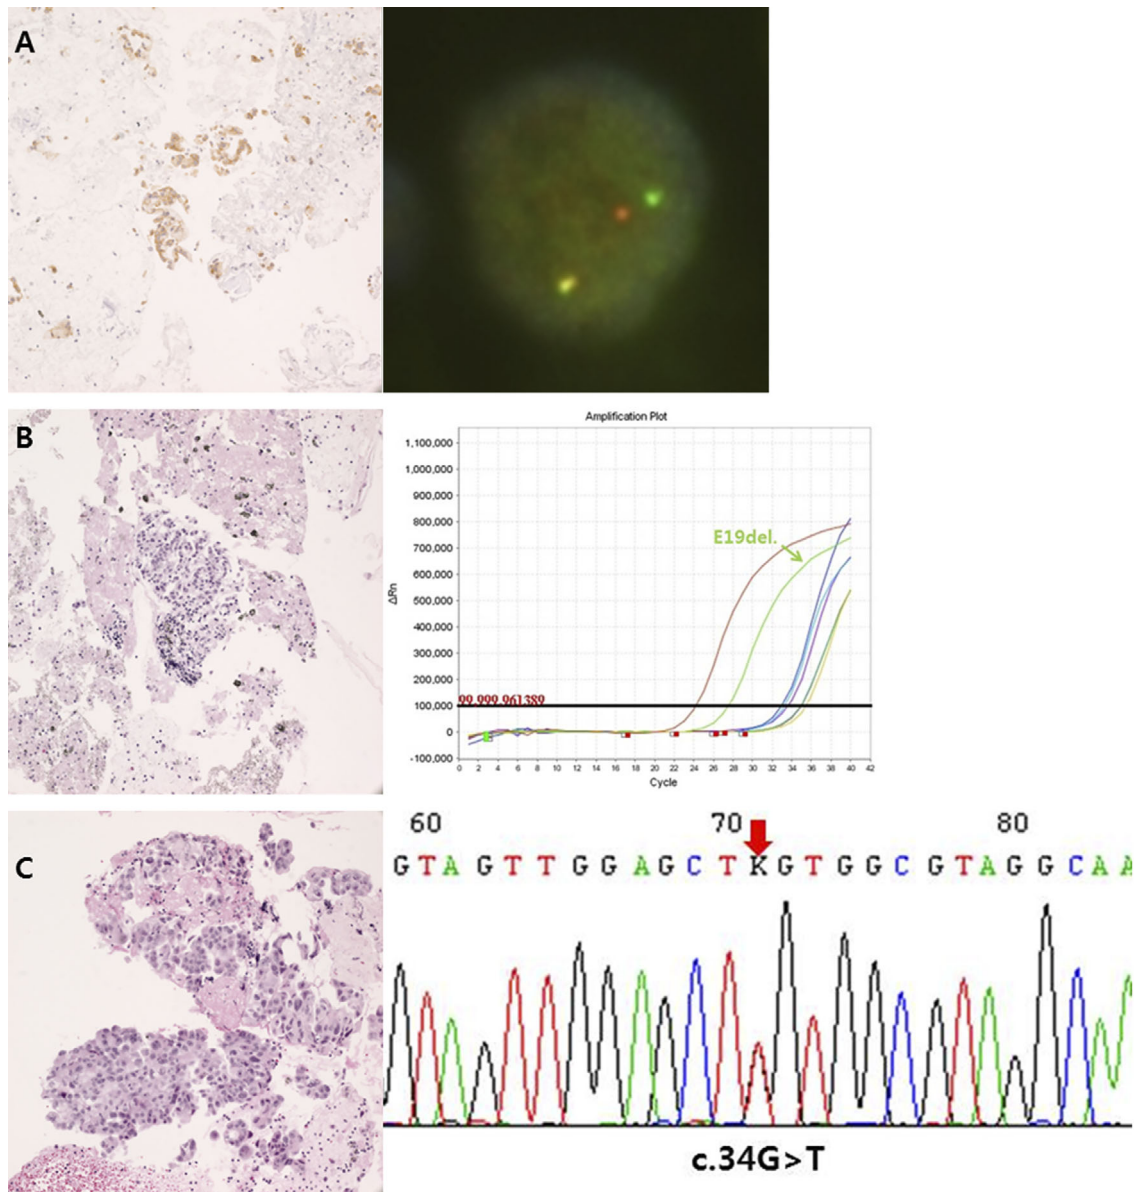 A
B
Amplification Plot
1,100,000
1,000,000
900,000
800,000
700,000
600,000
500,000
400,000
300,000
200,000
100,000
0
-100,000
ΔRn
E19del.
99,999.961389
0 2 4 6 8 10 12 14 16 18 20 22 24 26 28 30 32 34 36 38 40 42
Cycle
C
60 70 80
G T A G T T G G A G C T K G T G G C G T A G G C A A
c.34G>T